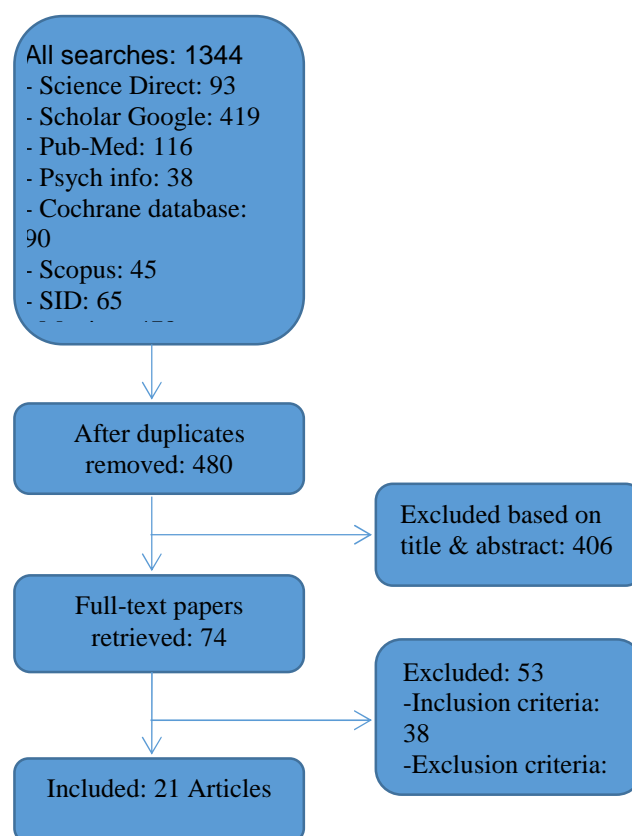 All searches: 1344
- Science Direct: 93
- Scholar Google: 419
- Pub-Med: 116
- Psych info: 38
- Cochrane database:
90
- Scopus: 45
- SID: 65
After duplicates
removed: 480
Excluded based on
title & abstract: 406
Full-text papers
retrieved: 74
Excluded: 53
-Inclusion criteria:
38
-Exclusion criteria:
Included: 21 Articles